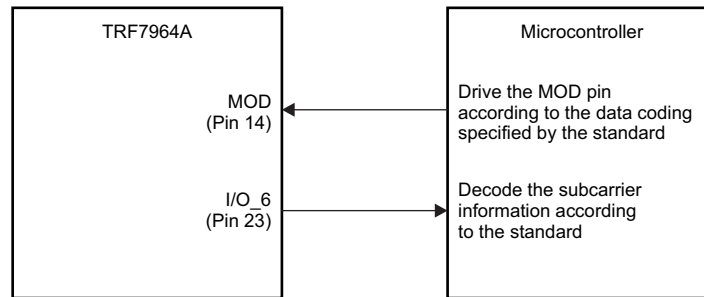 TRF7964A
Microcontroller
MOD
(Pin 14)
Drive the MOD pin
according to the data coding
specified by the standard
I/O_6
(Pin 23)
Decode the subcarrier
information according
to the standard